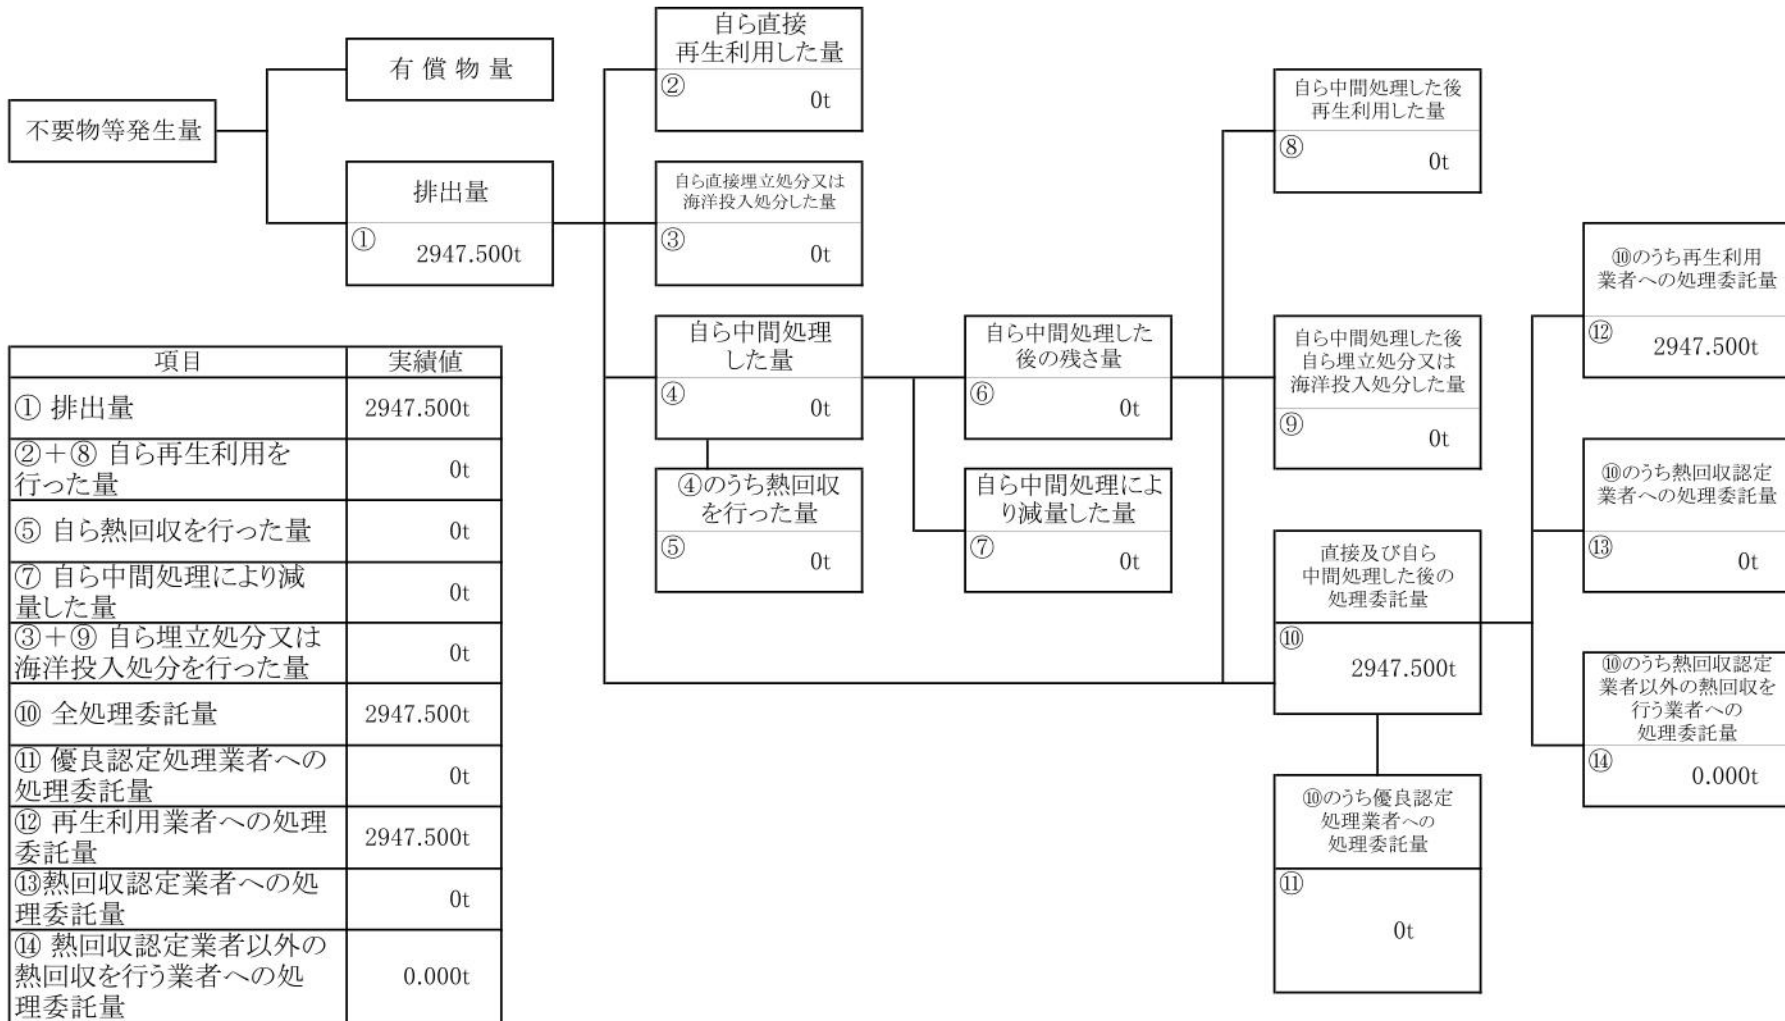 不要物等発生量
有 償 物 量
排出量
①
2947.500t
自ら直接
再生利用した量
②
0t
自ら直接埋立処分又は
海洋投入処分した量
③
0t
自ら中間処理
した量
④
0t
④のうち熱回収
を行った量
⑤
0t
自ら中間処理した
後の残さ量
⑥
0t
自ら中間処理によ
り減量した量
⑦
0t
自ら中間処理した後
再生利用した量
⑧
0t
自ら中間処理した後
自ら埋立処分又は
海洋投入処分した量
⑨
0t
直接及び自ら
中間処理した後の
処理委託量
⑩
2947.500t
⑩のうち優良認定
処理業者への
処理委託量
⑪
0t
⑩のうち再生利用
業者への処理委託量
⑫
2947.500t
⑩のうち熱回収認定
業者への処理委託量
⑬
0t
⑩のうち熱回収認定
業者以外の熱回収を
行う業者への
処理委託量
⑭
0.000t
項目 実績値
① 排出量 2947.500t
②＋⑧ 自ら再生利用を
行った量
0t
⑤ 自ら熱回収を行った量 0t
⑦ 自ら中間処理により減
量した量
0t
③＋⑨ 自ら埋立処分又は
海洋投入処分を行った量
0t
⑩ 全処理委託量 2947.500t
⑪ 優良認定処理業者への
処理委託量
0t
⑫ 再生利用業者への処理
委託量
2947.500t
⑬熱回収認定業者への処
理委託量
0t
⑭ 熱回収認定業者以外の
熱回収を行う業者への処
理委託量
0.000t